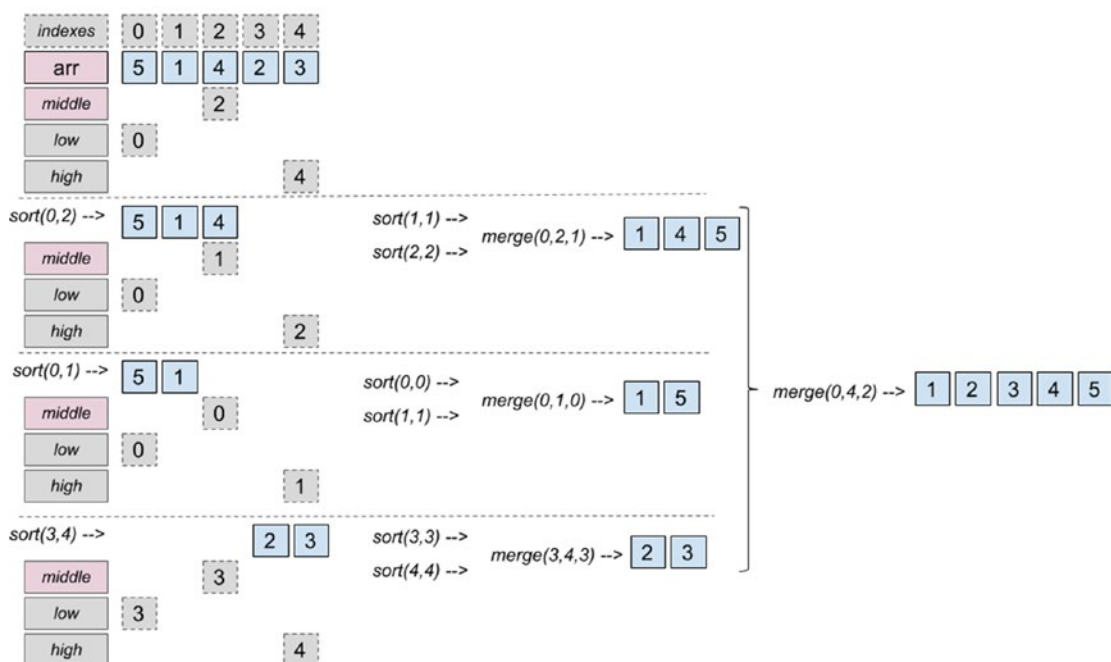 indexes 0 1 2 3 4
arr 5 1 4 2 3
middle 2
low 0
high 4
sort(0,2) --> 5 1 4
middle 1
low 0
high 2
sort(1,1) -->
sort(2,2) -->
merge(0,2,1) --> 1 4 5
sort(0,1) --> 5 1
middle 0
low 0
high 1
sort(0,0) -->
sort(1,1) -->
merge(0,1,0) --> 1 5
sort(3,4) --> 2 3
middle 3
low 3
high 4
sort(3,3) -->
sort(4,4) -->
merge(3,4,3) --> 2 3
merge(0,4,2) --> 1 2 3 4 5